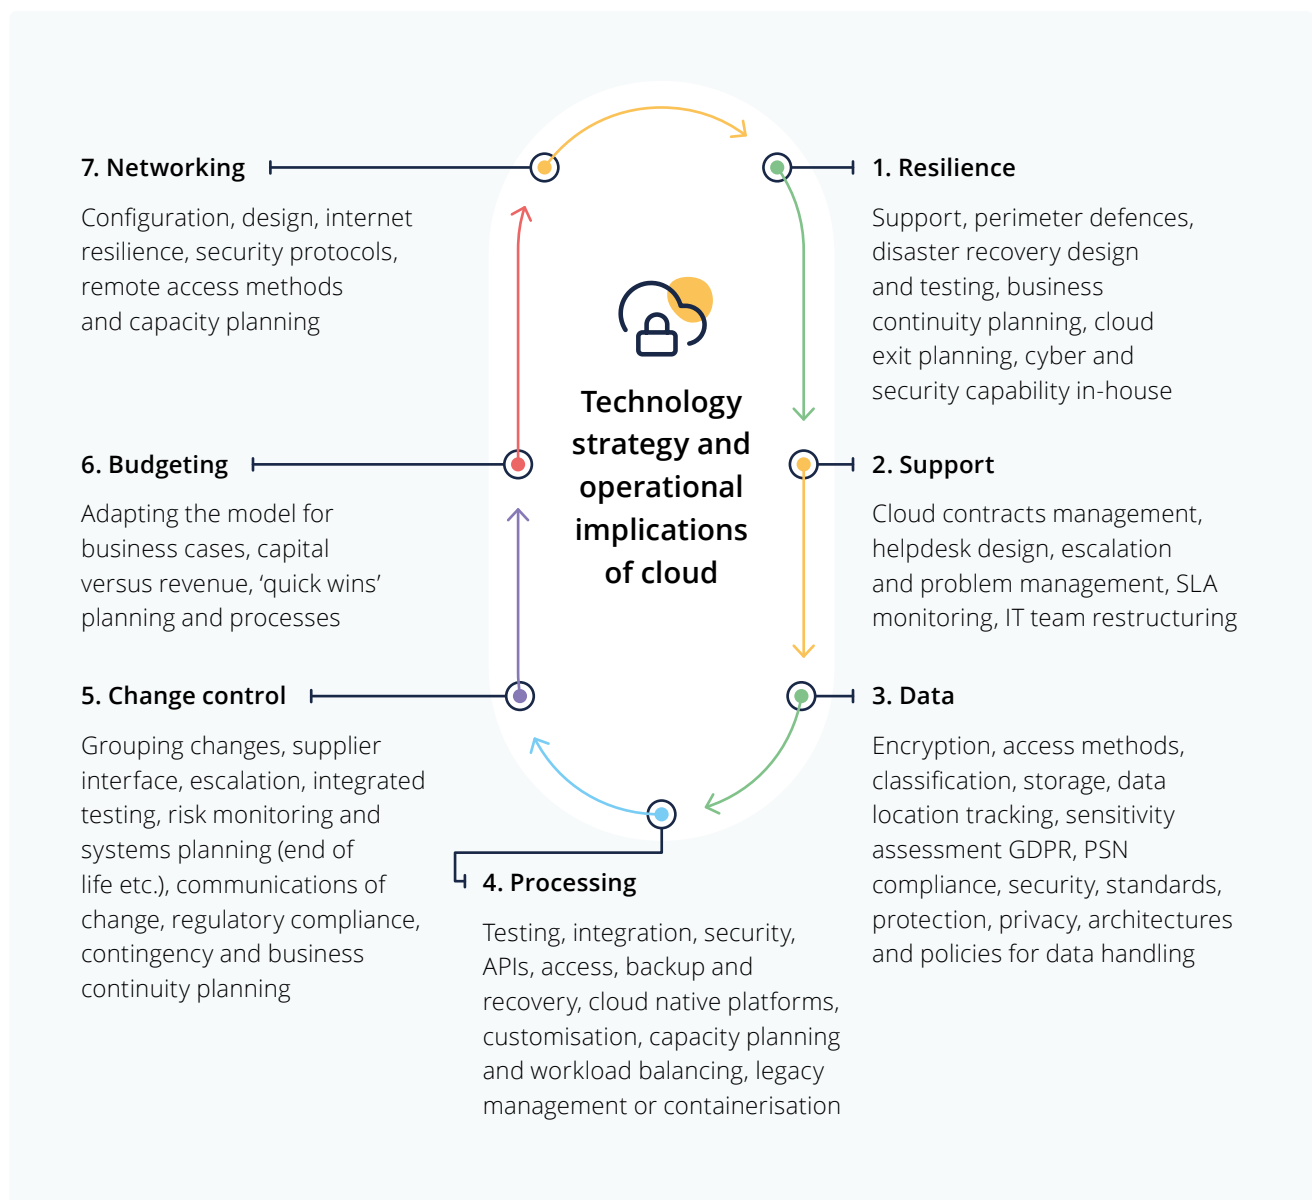 Technology
strategy and
operational
implications
of cloud
1. Resilience
Support, perimeter defences,
disaster recovery design
and testing, business
continuity planning, cloud
exit planning, cyber and
security capability in-house
2. Support
Cloud contracts management,
helpdesk design, escalation
and problem management, SLA
monitoring, IT team restructuring
3. Data
Encryption, access methods,
classification, storage, data
location tracking, sensitivity
assessment GDPR, PSN
compliance, security, standards,
protection, privacy, architectures
and policies for data handling
4. Processing
Testing, integration, security,
APIs, access, backup and
recovery, cloud native platforms,
customisation, capacity planning
and workload balancing, legacy
management or containerisation
5. Change control
Grouping changes, supplier
interface, escalation, integrated
testing, risk monitoring and
systems planning (end of
life etc.), communications of
change, regulatory compliance,
contingency and business
continuity planning
6. Budgeting
Adapting the model for
business cases, capital
versus revenue, ‘quick wins’
planning and processes
7. Networking
Configuration, design, internet
resilience, security protocols,
remote access methods
and capacity planning